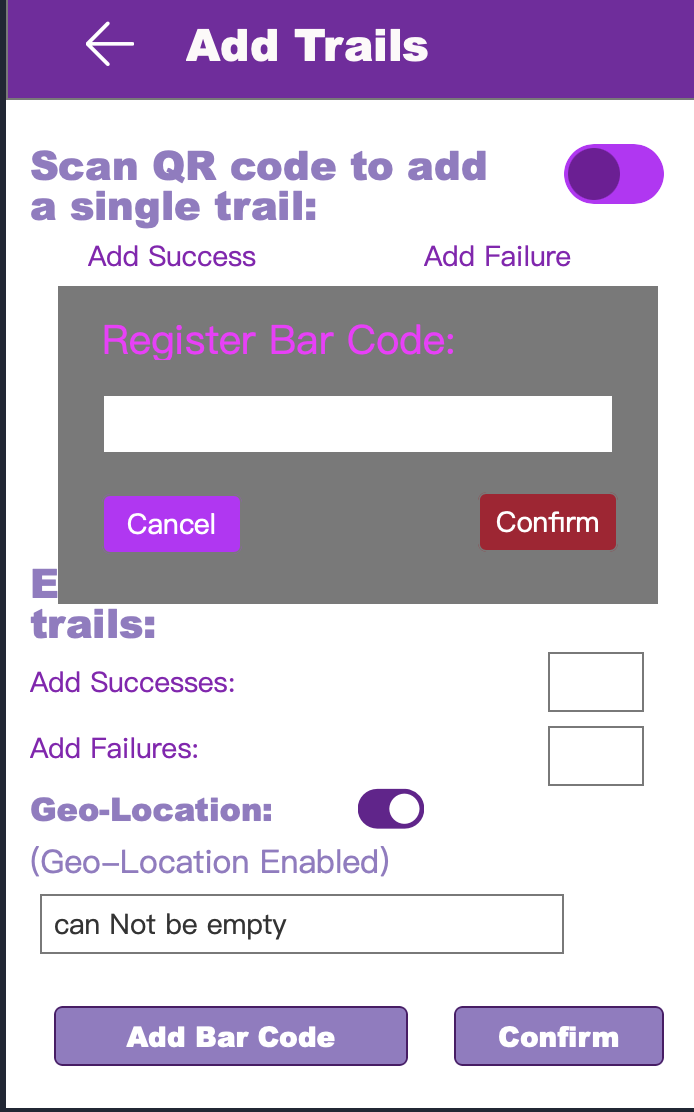 Add Trails
Scan QR code to add
a single trail:
Add Success Add Failure
Register Bar Code:
Cancel Confirm
E
trails:
Add Successes:
Add Failures:
Geo-Location:
(Geo–Location Enabled)
can Not be empty
Add Bar Code Confirm